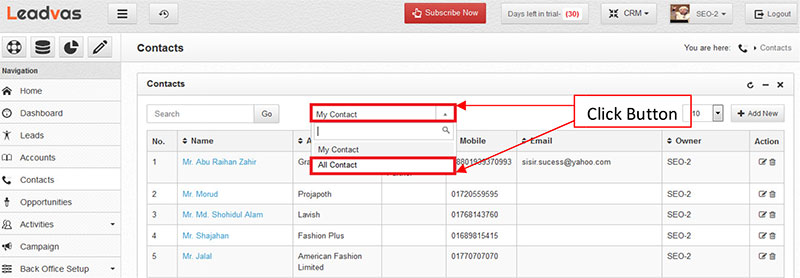 Leadvas
Subscribe Now
Days left in trial- (30)
CRM
SEO-2
Logout
Contacts
You are here:
Contacts
Navigation
Home
Dashboard
Leads
Accounts
Contacts
Opportunities
Activities
Campaign
Back Office Setup
Contacts
Search
Go
My Contact
Click Button
10
Add New
My Contact
All Contact
No. Name Mobile Email Owner Action
1 Mr. Abu Raihan Zahir sisir.sucess@yahoo.com SEO-2
2 Mr. Morud Projapoth 01720559595 SEO-2
3 Mr. Md. Shohidul Alam Lavish 01768143760 SEO-2
4 Mr. Shajahan Fashion Plus 01689815415 SEO-2
5 Mr. Jalal American Fashion 01770707070 SEO-2
Limited